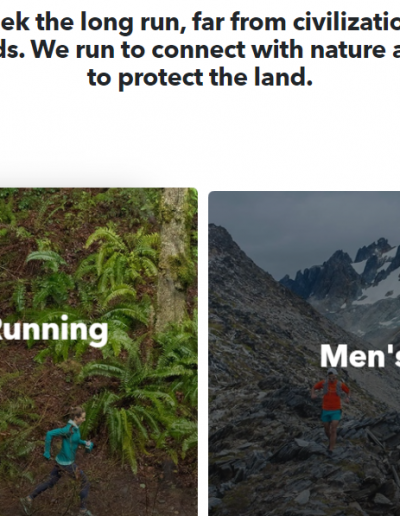 ek the long run, far from civilizatio
ds. We run to connect with nature a
to protect the land.
Running
Men's